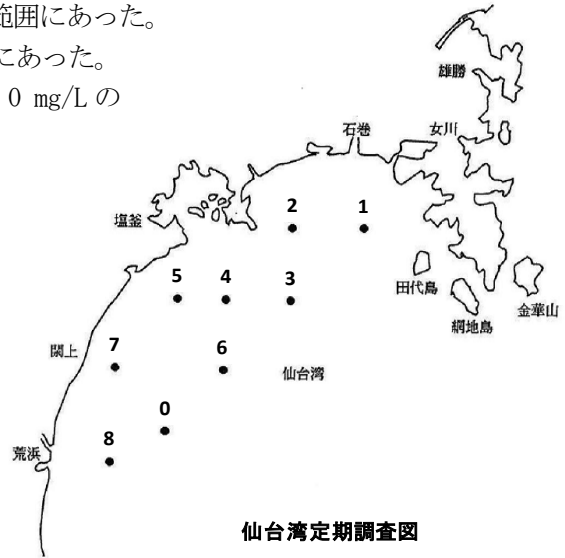 範囲にあった。
にあった。
0 mg/L の
雄勝
石巻
女川
塩釜
2
1
5
4
3
田代島
網地島
金華山
閖上
7
6
仙台湾
0
荒浜
8
仙台湾定期調査図